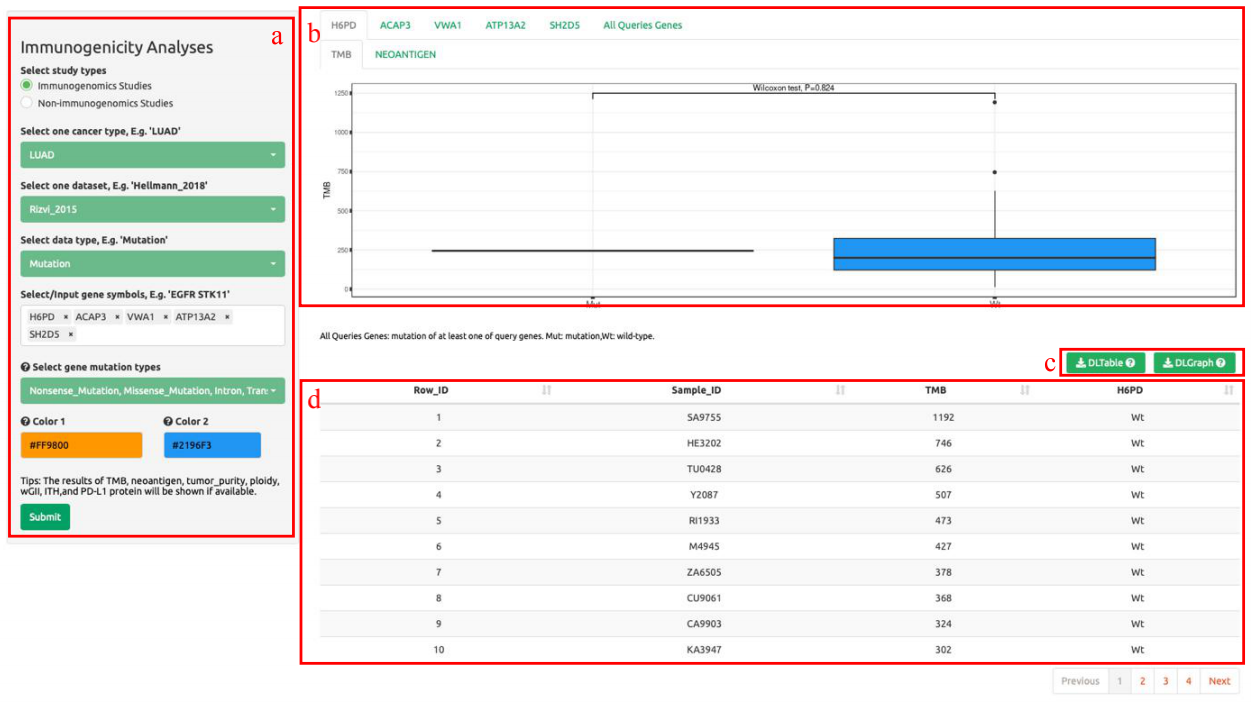 a
Immunogenicity Analyses
Select study types
Immunogenomics Studies
Non-immunogenomics Studies
Select one cancer type, E.g. 'LUAD'
LUAD
Select one dataset, E.g. 'Hellmann_2018'
Rizvi_2015
Select data type, E.g. 'Mutation'
Mutation
Select/Input gene symbols, E.g. 'EGFR STK11'
H6PD × ACAP3 × VWA1 × ATP13A2 ×
SH2D5 ×
Select gene mutation types
Nonsense_Mutation, Missense_Mutation, Intron, Tran
Color 1 Color 2
#FF9800 #2196F3
Tips: The results of TMB, neoantigen, tumor_purity, ploidy,
wGII, ITH,and PD-L1 protein will be shown if available.
Submit
b
H6PD ACAP3 VWA1 ATP13A2 SH2D5 All Queries Genes
TMB NEOANTIGEN
Wilcoxon test, P=0.824
1250
1000
750
500
250
0
TMB
Mut Wt
All Queries Genes: mutation of at least one of query genes. Mut: mutation,Wt: wild-type.
c
DLTable DLGraph
d
Row_ID Sample_ID TMB H6PD
1 SA9755 1192 Wt
2 HE3202 746 Wt
3 TU0428 626 Wt
4 Y2087 507 Wt
5 RI1933 473 Wt
6 M4945 427 Wt
7 ZA6505 378 Wt
8 CU9061 368 Wt
9 CA9903 324 Wt
10 KA3947 302 Wt
Previous 1 2 3 4 Next